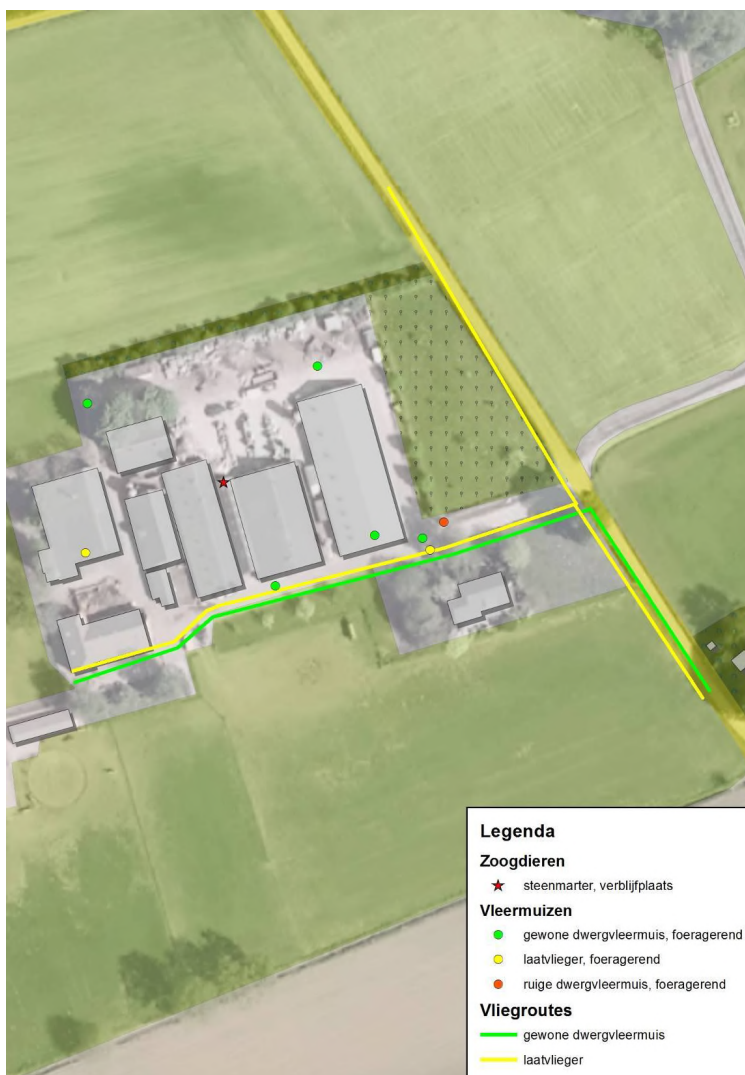 Legenda
Zoogdieren
steenmarter, verblijfplaats
Vleermuizen
gewone dwergvleermuis, foeragerend
laatvlieger, foeragerend
ruige dwergvleermuis, foeragerend
Vliegroutes
gewone dwergvleermuis
laatvlieger